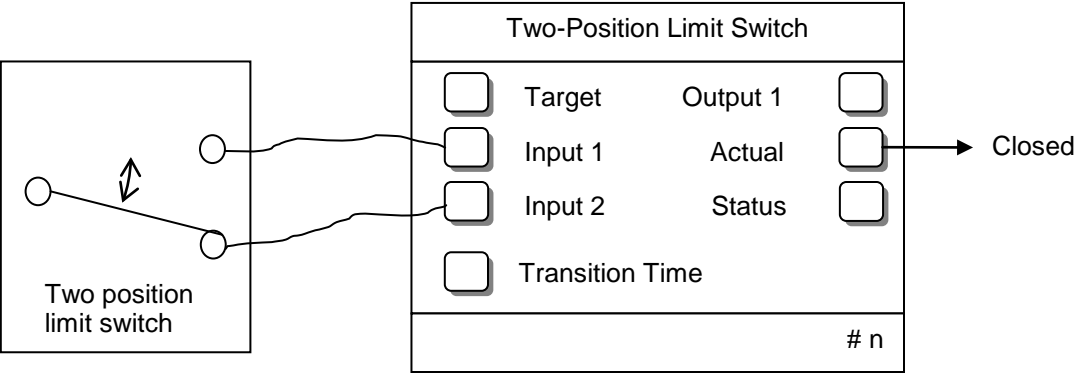 Two-Position Limit Switch
Target Output 1
Input 1 Actual Closed
Input 2 Status
Transition Time
Two position
limit switch
# n